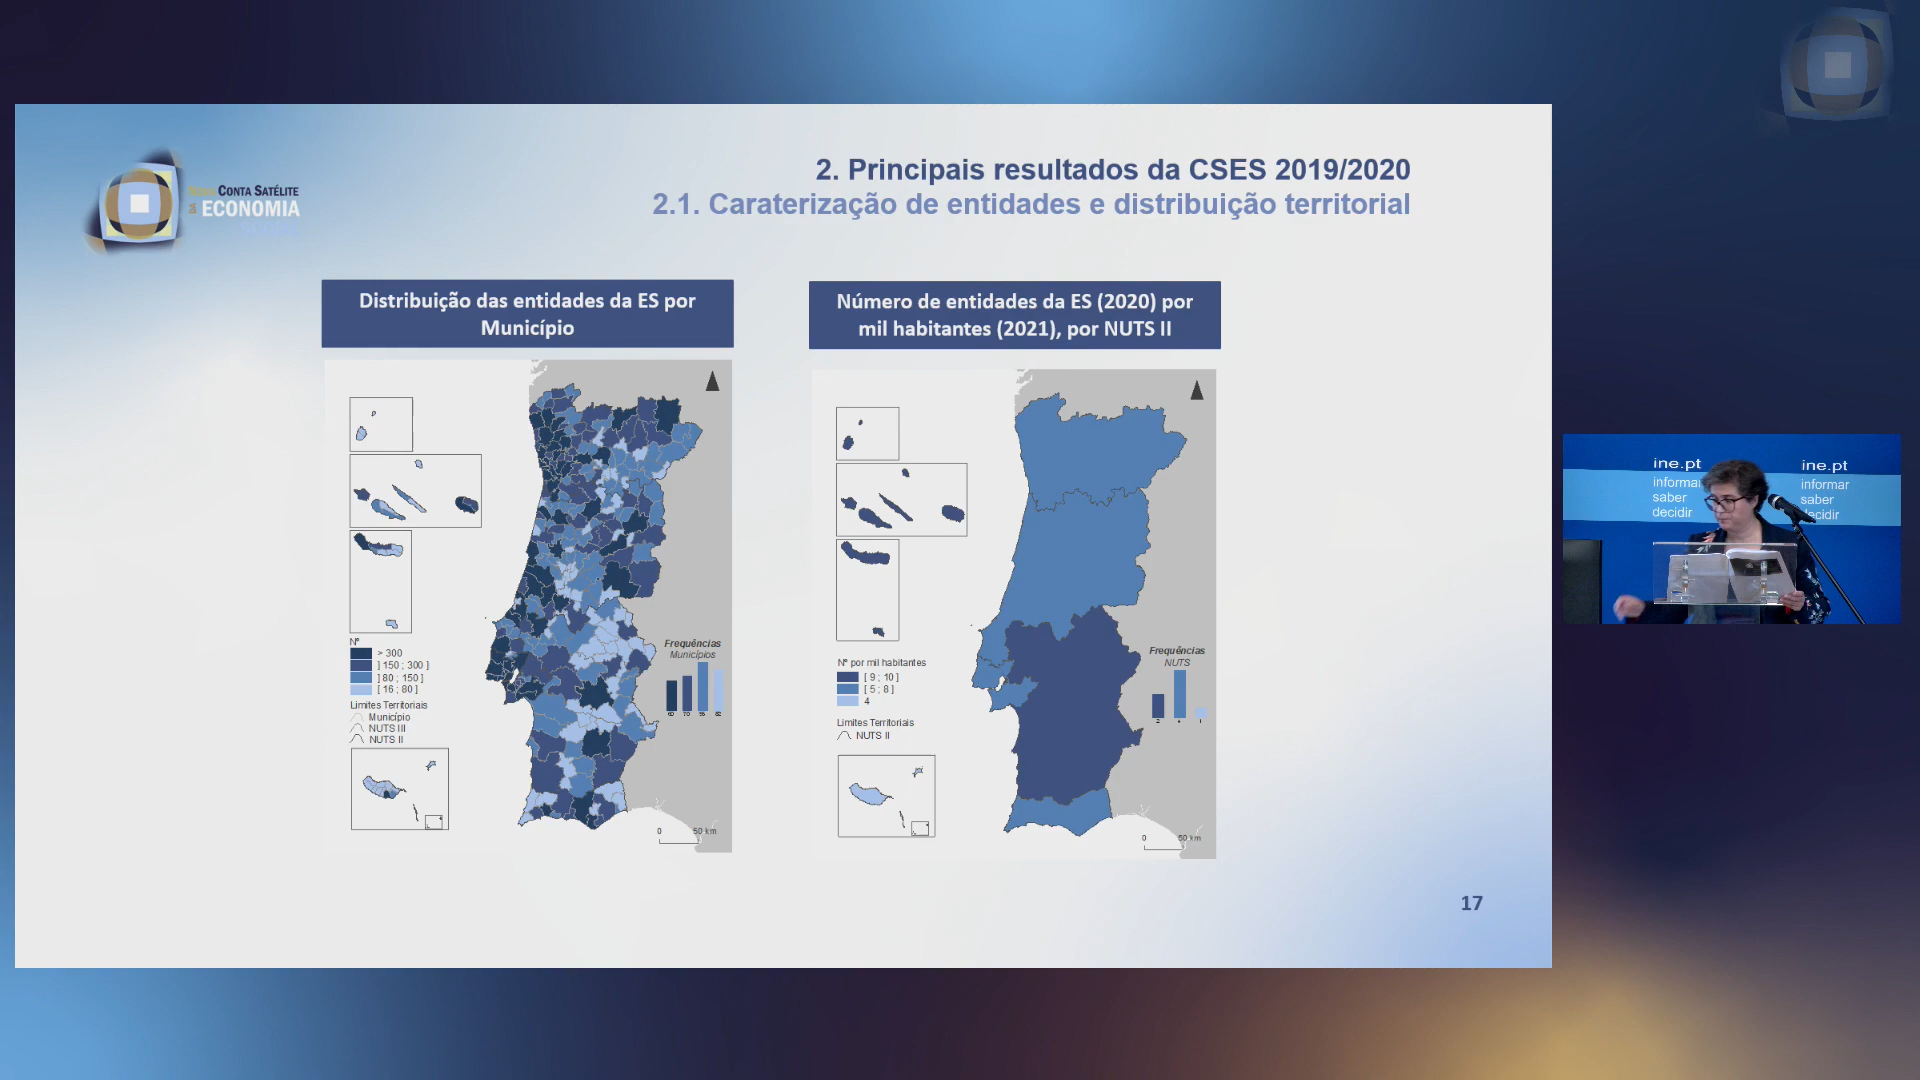 2. Principais resultados da CSES 2019/2020
2.1. Caraterização de entidades e distribuição territorial
CONTA SATÉLITE
DA ECONOMIA
Distribuição das entidades da ES por
Município
Nº
> 300
] 150 ; 300 ]
] 80 ; 150 ]
[ 16 ; 80 ]
Limites Territoriais
Município
NUTS III
NUTS II
Frequências
Municípios
0 50 km
Número de entidades da ES (2020) por
mil habitantes (2021), por NUTS II
Nº por mil habitantes
[ 9 ; 10 ]
[ 5 ; 8 ]
4
Limites Territoriais
NUTS II
Frequências
NUTS
0 50 km
17
ine.pt
saber
decidir
ine.pt
informar
saber